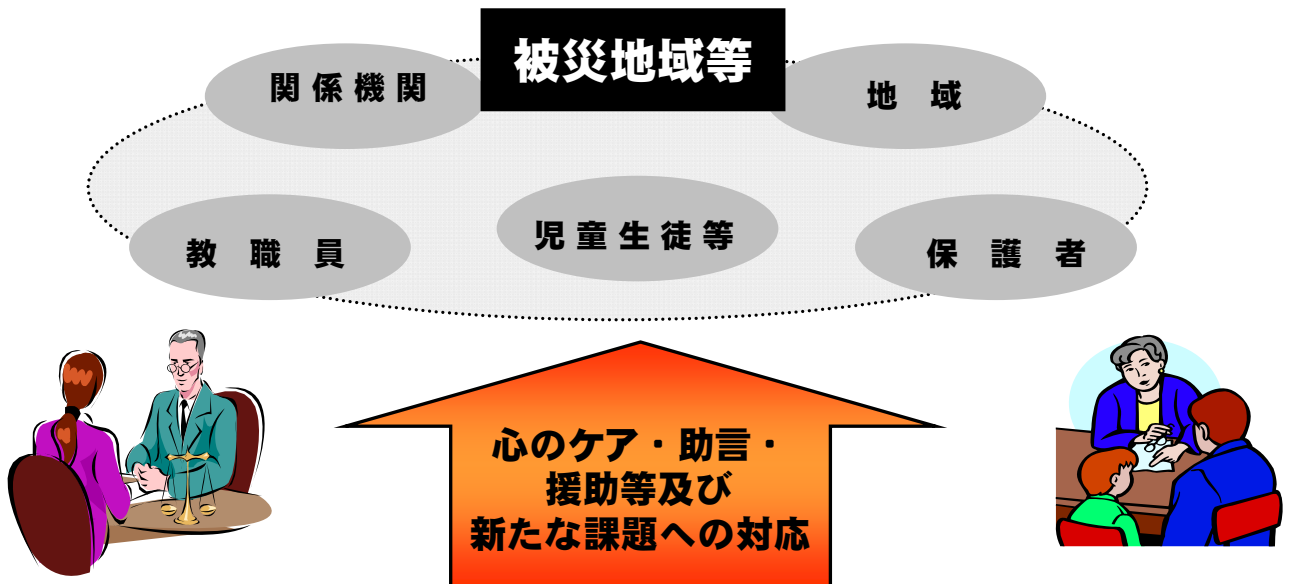 被災地域等
関係機関
地　域
教　職　員
児童生徒等
保　護　者
心のケア・助言・
援助等及び
新たな課題への対応